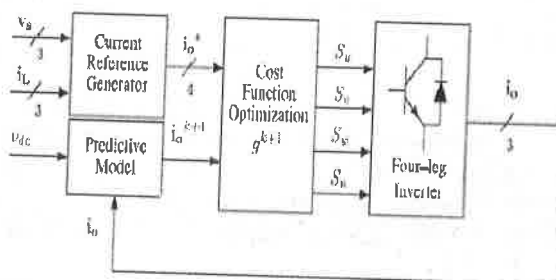 v_s
3
i_L
3
v_dc
Current
Reference
Generator
i_o*
4
Predictive
Model
i_o^k+1
i_o
Cost
Function
Optimization
g^k+1
S_u
S_v
S_w
S_n
Four–leg
Inverter
i_o
3